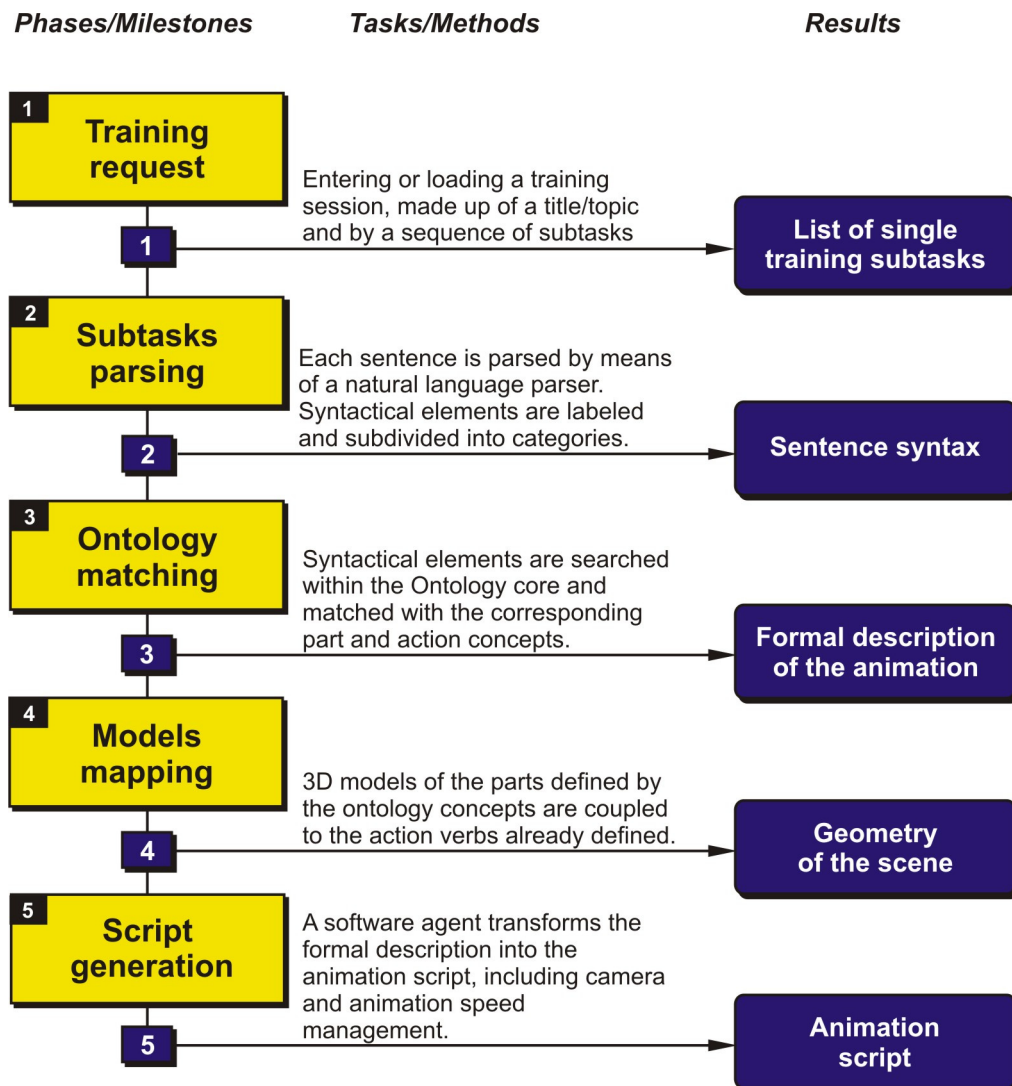 Phases/Milestones
Tasks/Methods
Results
1
Training
request
Entering or loading a training
session, made up of a title/topic
and by a sequence of subtasks
1
List of single
training subtasks
2
Subtasks
parsing
Each sentence is parsed by means
of a natural language parser.
Syntactical elements are labeled
and subdivided into categories.
2
Sentence syntax
3
Ontology
matching
Syntactical elements are searched
within the Ontology core and
matched with the corresponding
part and action concepts.
3
Formal description
of the animation
4
Models
mapping
3D models of the parts defined by
the ontology concepts are coupled
to the action verbs already defined.
4
Geometry
of the scene
5
Script
generation
A software agent transforms the
formal description into the
animation script, including camera
and animation speed
management.
5
Animation
script